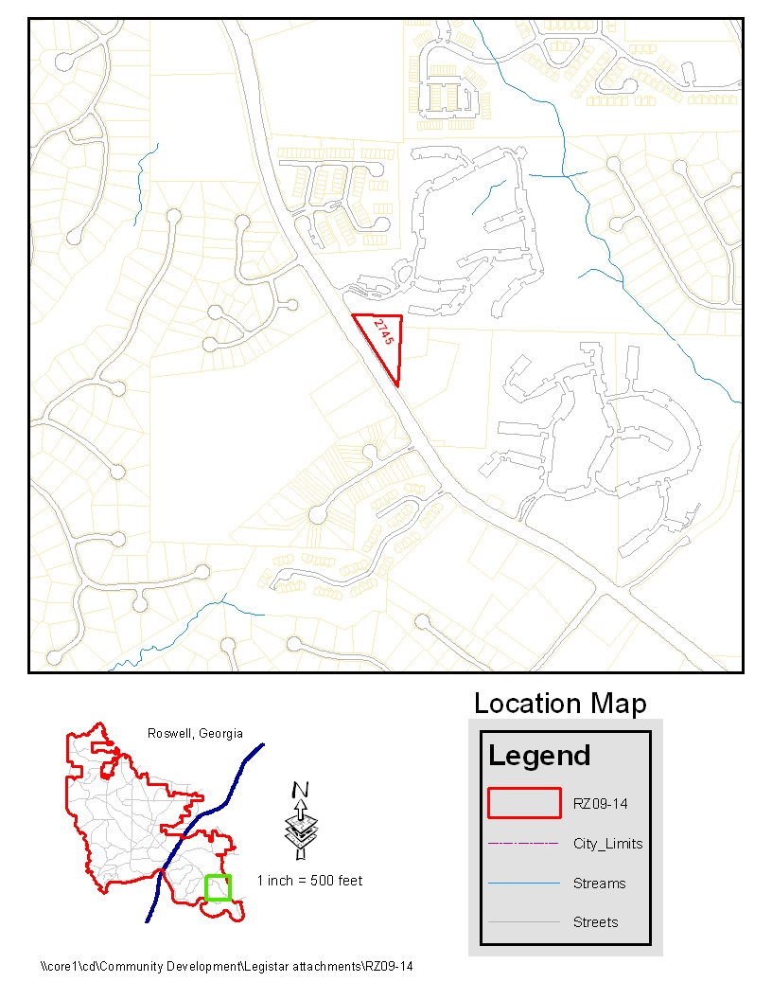 2745
Location Map
Roswell, Georgia
Legend
N
RZ09-14
City_Limits
1 inch = 500 feet
Streams
Streets
\\core1\cd\Community Development\Legistar attachments\RZ09-14